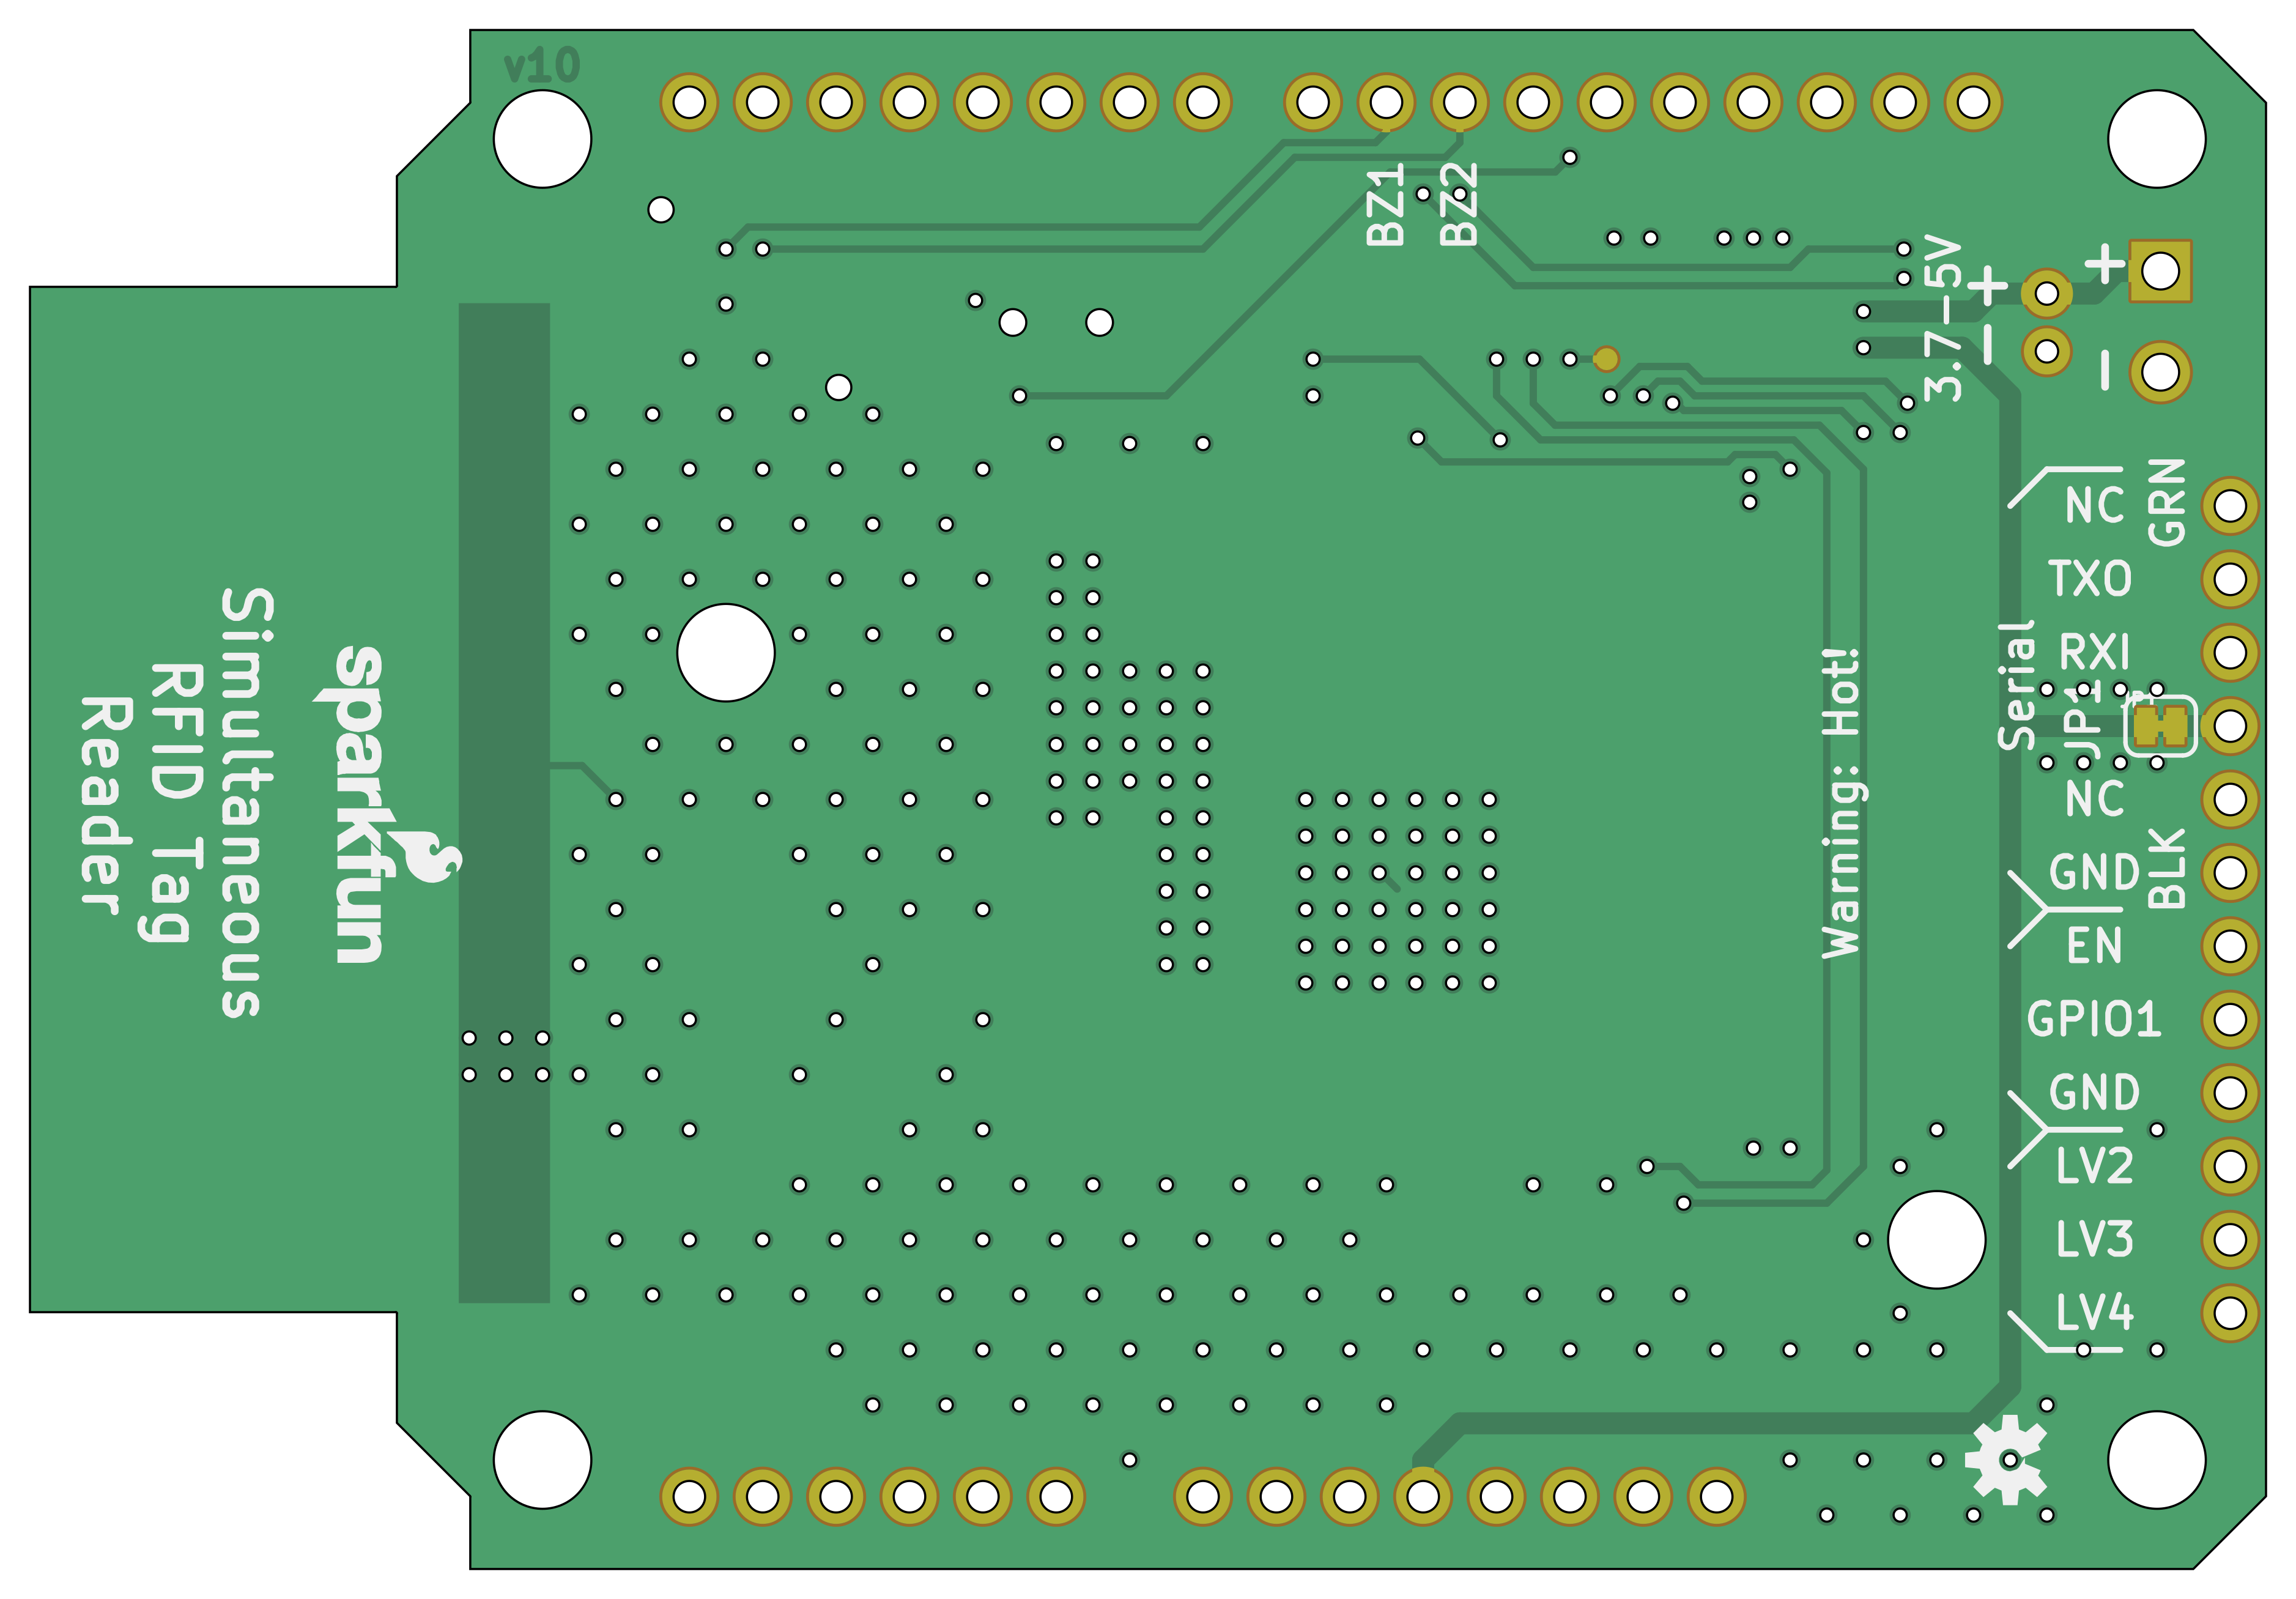 v10
BZ1
BZ2
3.7-5V
+
-
+
-
GRN
NC
TXO
RXI
JP1
NC
GND
BLK
EN
GPIO1
GND
LV2
LV3
LV4
Serial
Warning: Hot!
sparkfun
Simultaneous
RFID Tag
Reader